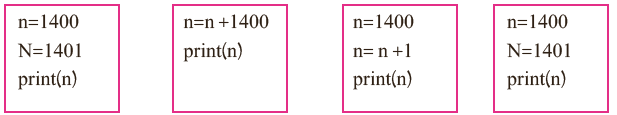 n=1400
N=1401
print(n)
n=n +1400
print(n)
n=1400
n= n +1
print(n)
n=1400
N=1401
print(n)